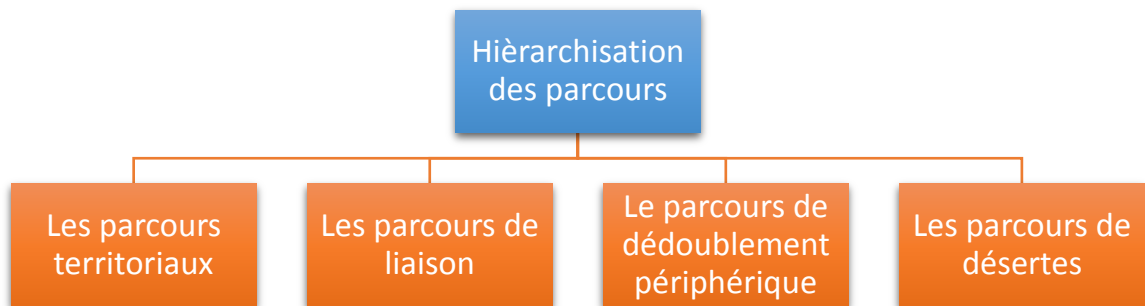 Hièrarchisation
des parcours
Les parcours
territoriaux
Les parcours de
liaison
Le parcours de
dédoublement
périphérique
Les parcours de
désertes